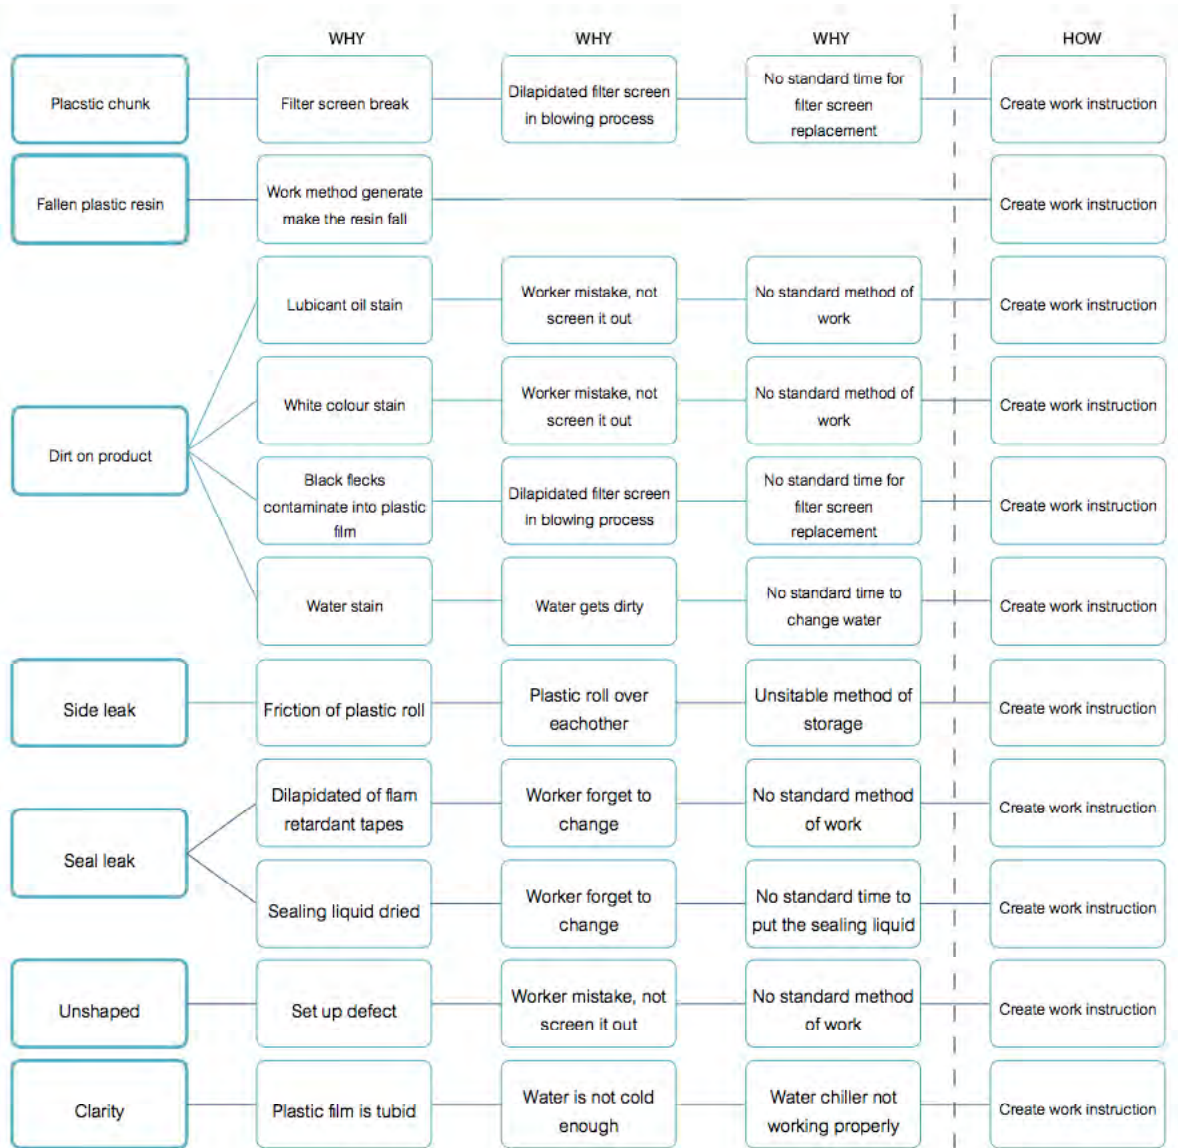 WHY WHY WHY HOW
Placstic chunk
Filter screen break
Dilapidated filter screen
in blowing process
No standard time for
filter screen
replacement
Create work instruction
Fallen plastic resin
Work method generate
make the resin fall
Create work instruction
Dirt on product
Lubicant oil stain
Worker mistake, not
screen it out
No standard method of
work
Create work instruction
White colour stain
Worker mistake, not
screen it out
No standard method of
work
Create work instruction
Black flecks
contaminate into plastic
film
Dilapidated filter screen
in blowing process
No standard time for
filter screen
replacement
Create work instruction
Water stain
Water gets dirty
No standard time to
change water
Create work instruction
Side leak
Friction of plastic roll
Plastic roll over
eachother
Unsitable method of
storage
Create work instruction
Seal leak
Dilapidated of flam
retardant tapes
Worker forget to
change
No standard method
of work
Create work instruction
Sealing liquid dried
Worker forget to
change
No standard time to
put the sealing liquid
Create work instruction
Unshaped
Set up defect
Worker mistake, not
screen it out
No standard method
of work
Create work instruction
Clarity
Plastic film is tubid
Water is not cold
enough
Water chiller not
working properly
Create work instruction